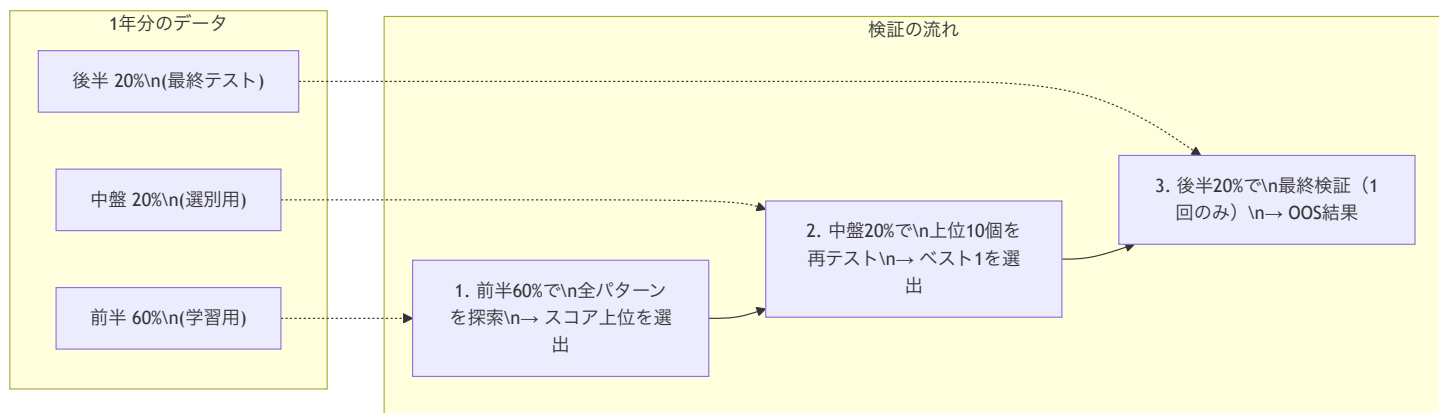 1年分のデータ
後半 20%\n(最終テスト)
中盤 20%\n(選別用)
前半 60%\n(学習用)
検証の流れ
1. 前半60%で\n全パターン
を探索\n→ スコア上位を選
出
2. 中盤20%で\n上位10個を
再テスト\n→ ベスト1を選
出
3. 後半20%で\n最終検証（1
回のみ）\n→ OOS結果